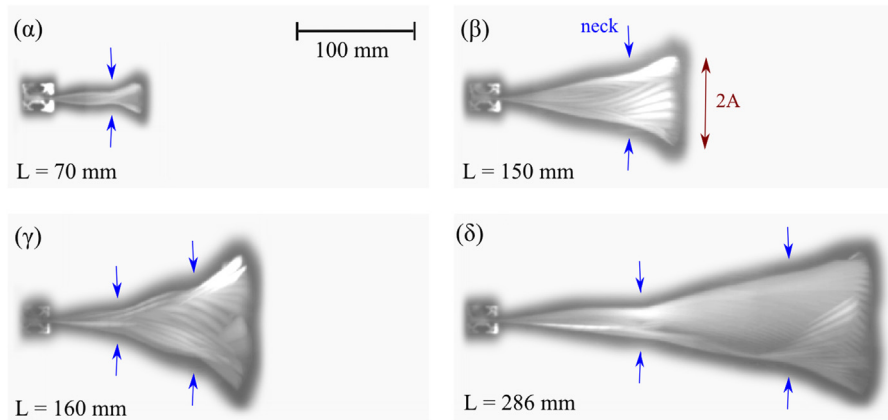 (α)
100 mm
L = 70 mm
neck
(β)
2A
L = 150 mm
(γ)
L = 160 mm
(δ)
L = 286 mm